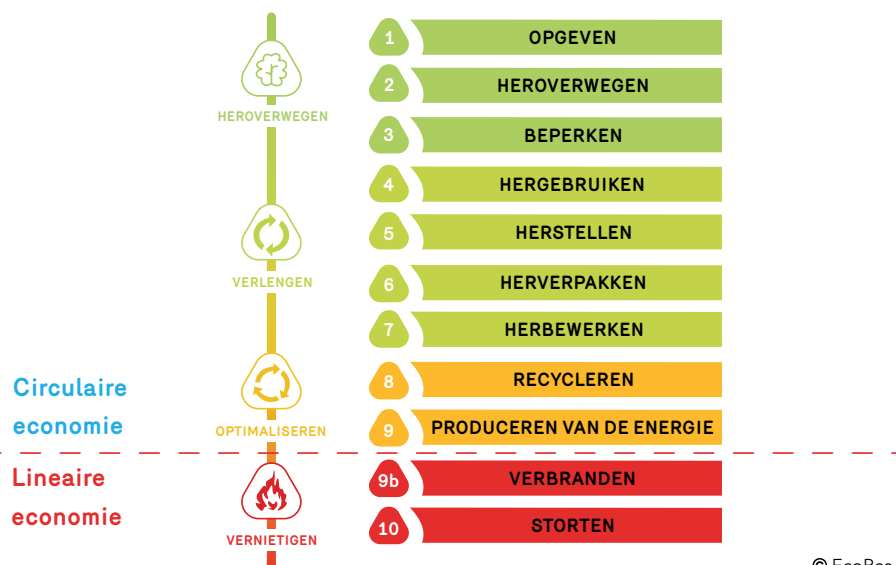 1 OPGEVEN
2 HEROVERWEGEN
HEROVERWEGEN
3 BEPERKEN
4 HERGEBRUIKEN
5 HERSTELLEN
VERLENGEN
6 HERVERPAKKEN
7 HERBEWERKEN
Circulaire
economie
8 RECYCLEREN
OPTIMALISEREN
9 PRODUCEREN VAN DE ENERGIE
Lineaire
economie
9b VERBRANDEN
10 STORTEN
VERNIETIGEN
©